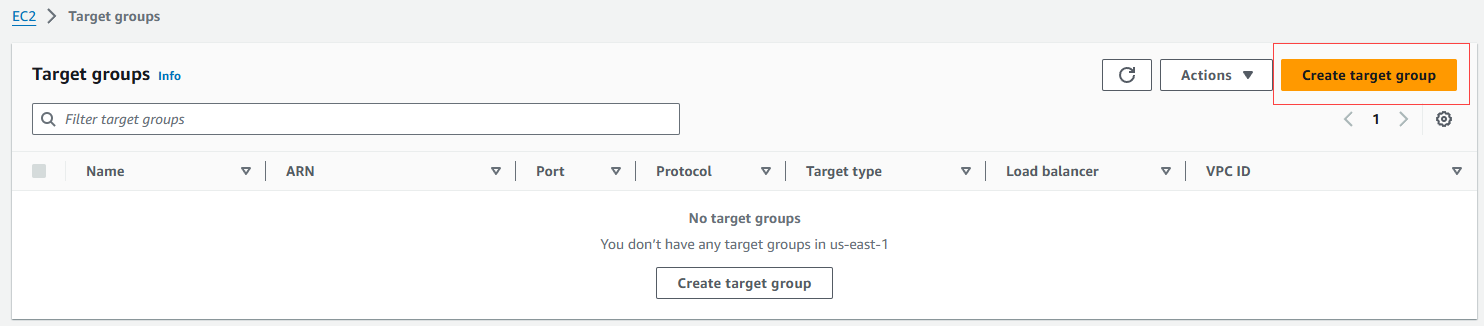 EC2 > Target groups
Target groups Info
Actions
Create target group
Filter target groups
1
Name ARN Port Protocol Target type Load balancer VPC ID
No target groups
You don’t have any target groups in us-east-1
Create target group